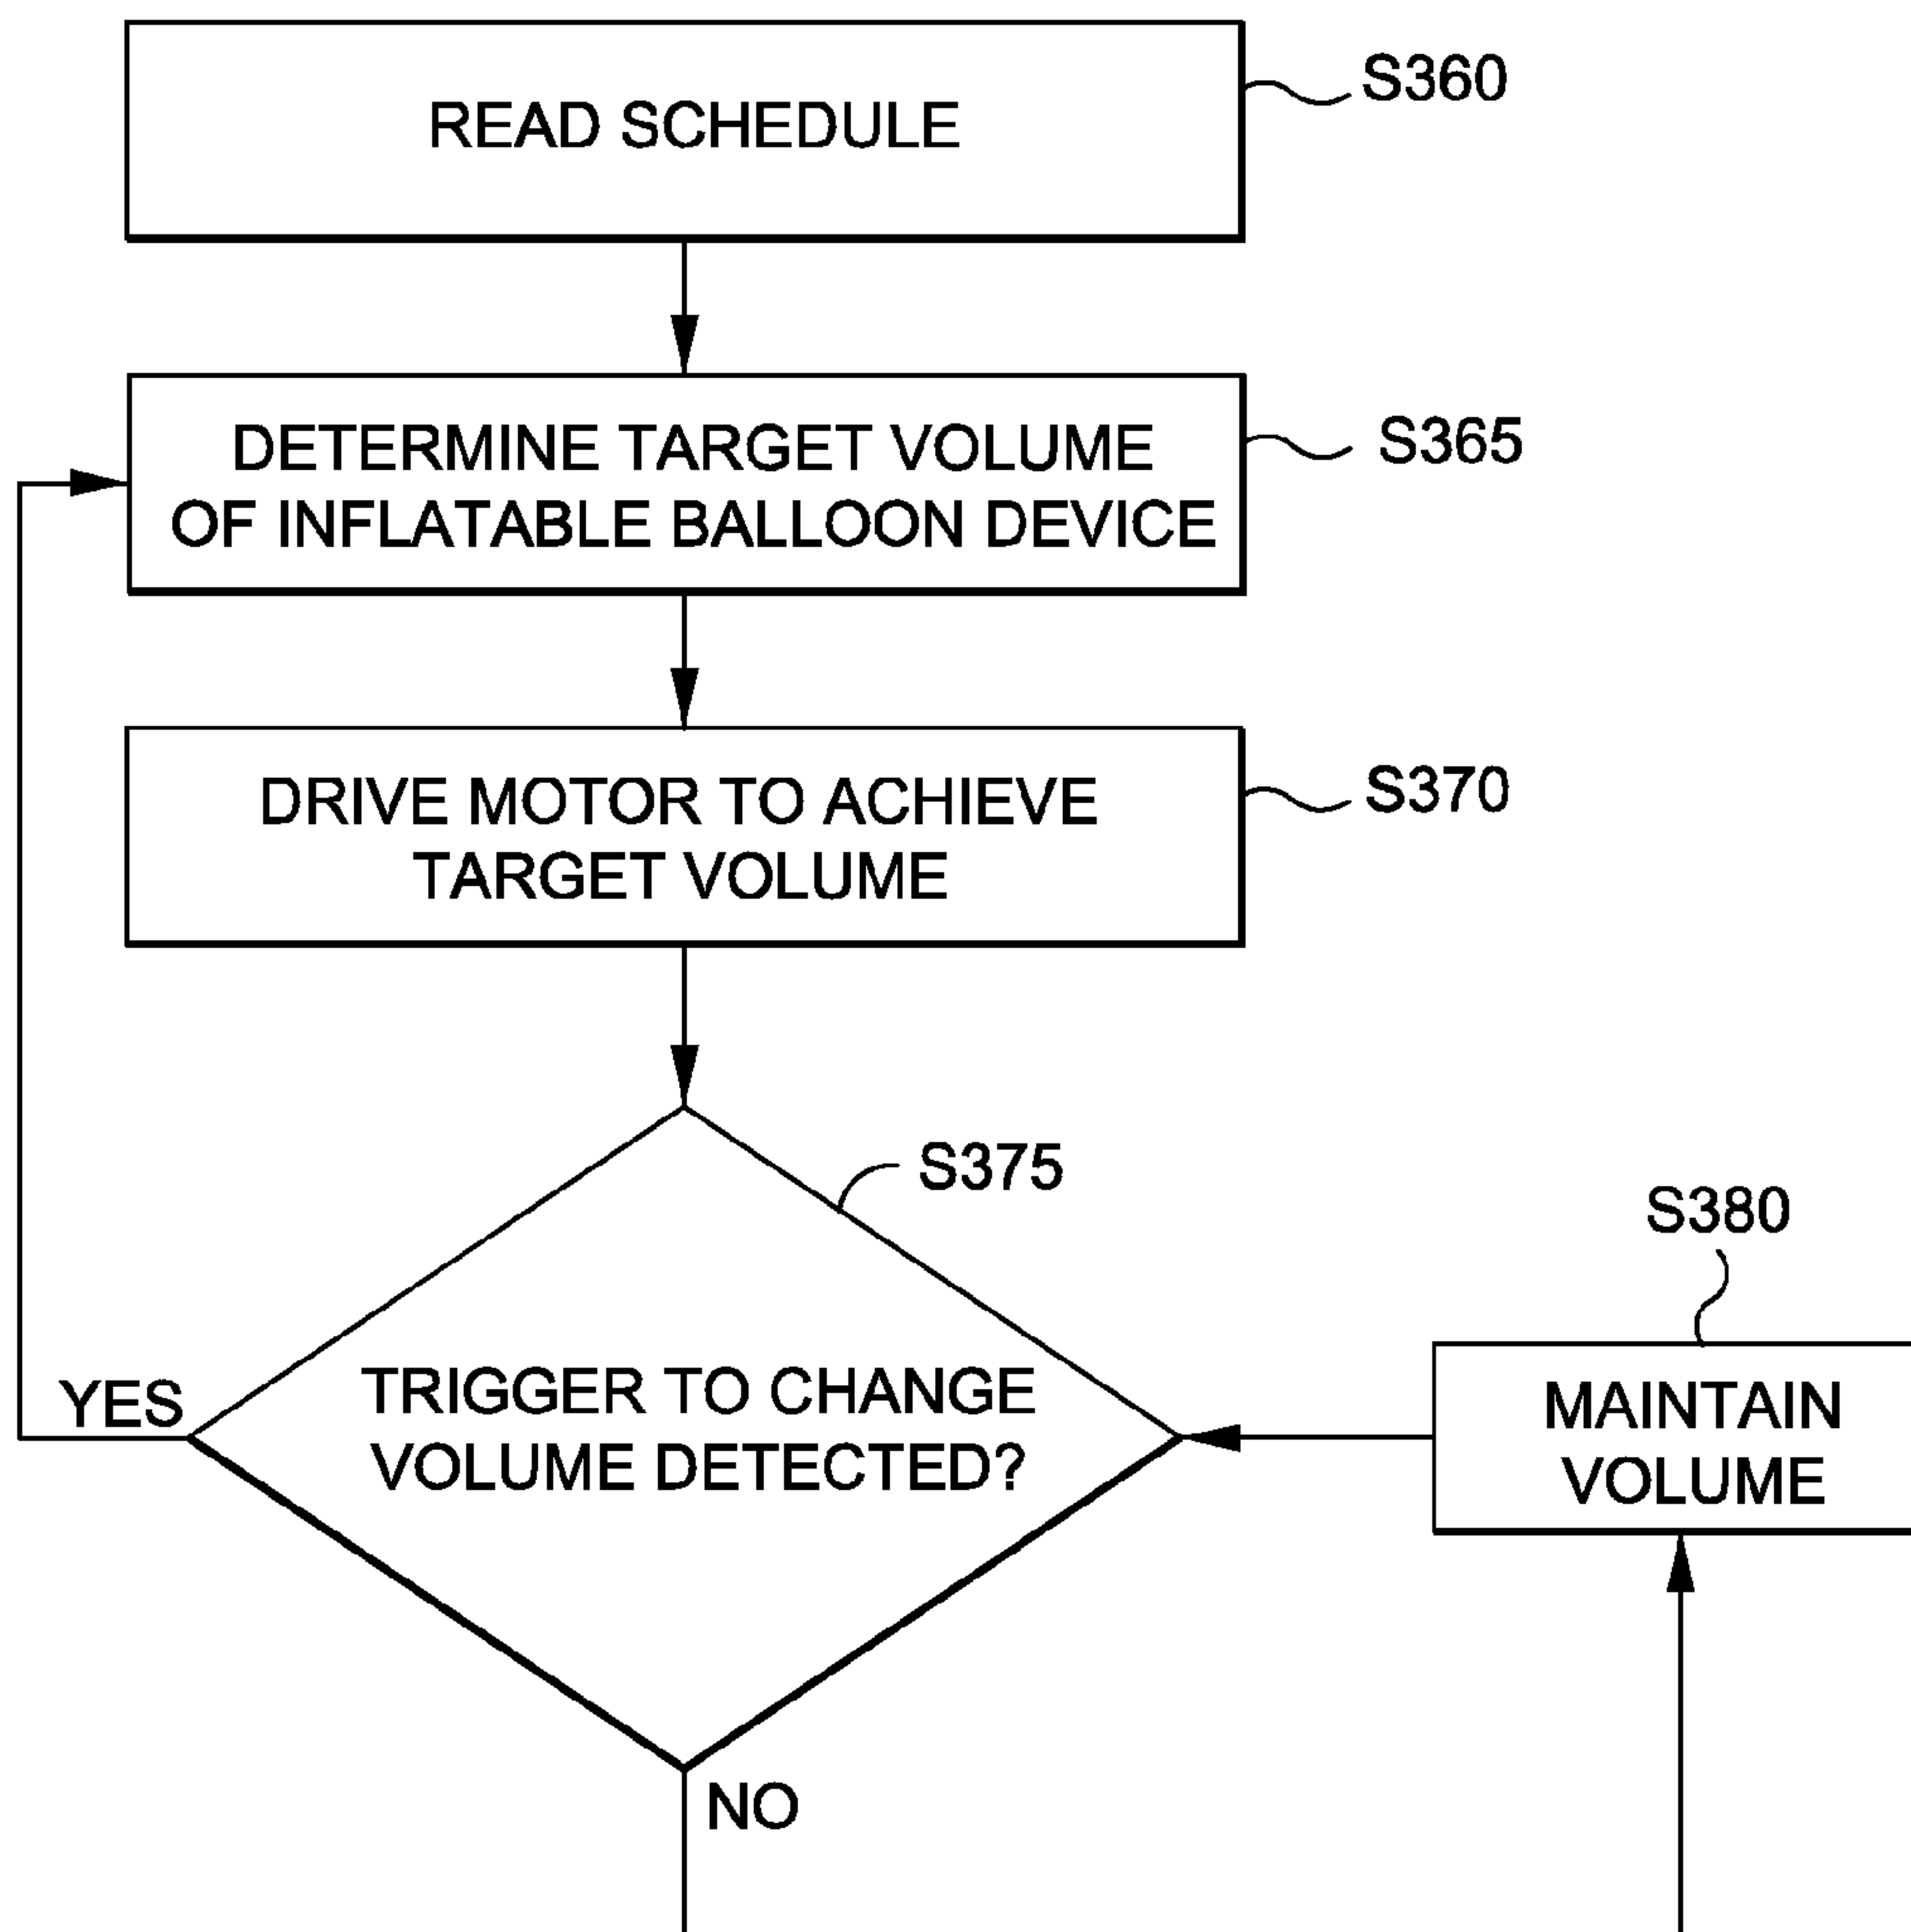 READ SCHEDULE
S360
DETERMINE TARGET VOLUME
OF INFLATABLE BALLOON DEVICE
S365
DRIVE MOTOR TO ACHIEVE
TARGET VOLUME
S370
S375
TRIGGER TO CHANGE
VOLUME DETECTED?
YES
NO
S380
MAINTAIN
VOLUME